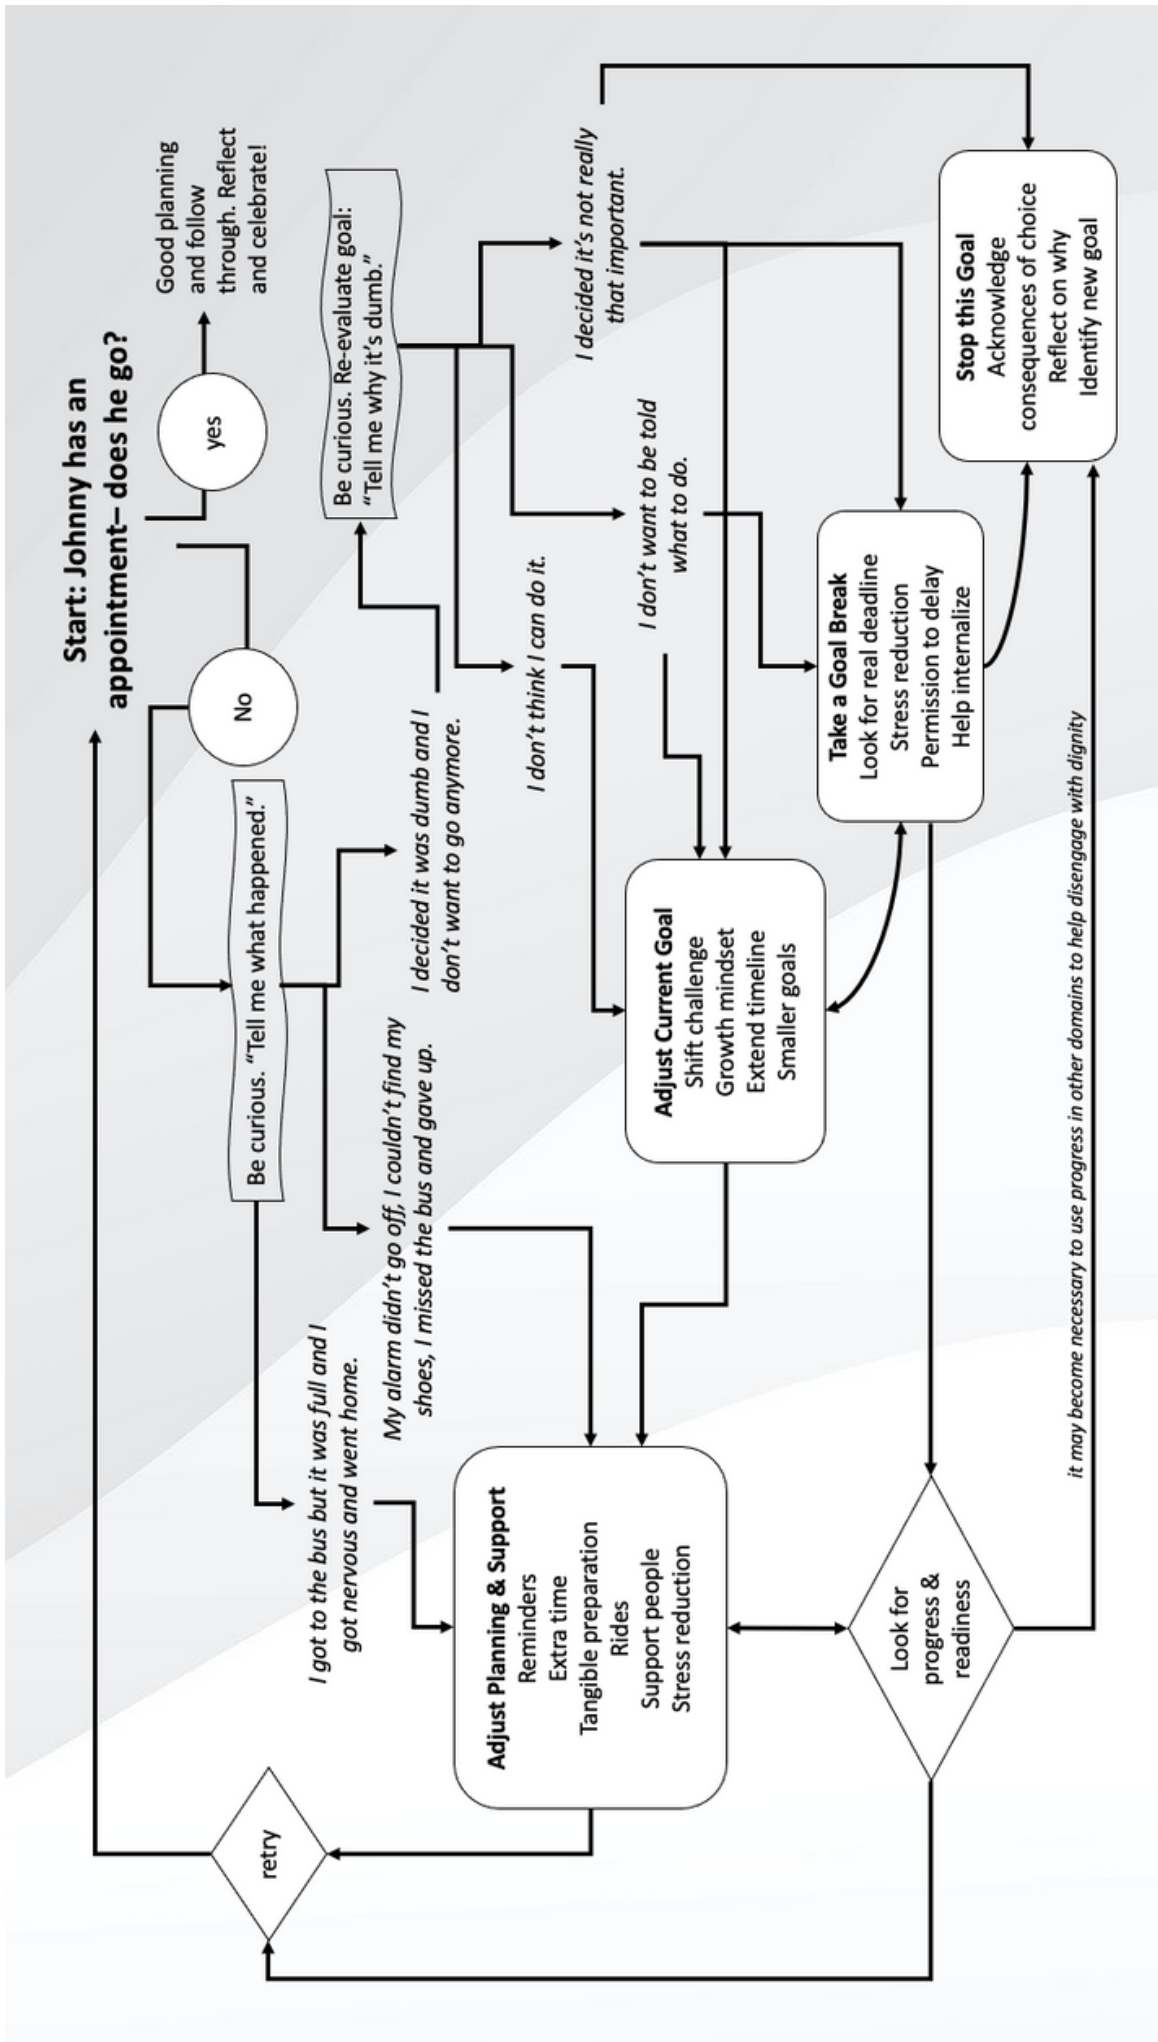 Start: Johnny has an
appointment– does he go?
yes
Good planning
and follow
through. Reflect
and celebrate!
No
Be curious. “Tell me what happened.”
I got to the bus but it was full and I
got nervous and went home.
My alarm didn’t go off, I couldn’t find my
shoes, I missed the bus and gave up.
I decided it was dumb and I
don’t want to go anymore.
Be curious. Re-evaluate goal:
“Tell me why it’s dumb.”
I don’t think I can do it.
I don’t want to be told
what to do.
I decided it’s not really
that important.
retry
Adjust Planning & Support
Reminders
Extra time
Tangible preparation
Rides
Support people
Stress reduction
Adjust Current Goal
Shift challenge
Growth mindset
Extend timeline
Smaller goals
Take a Goal Break
Look for real deadline
Stress reduction
Permission to delay
Help internalize
Stop this Goal
Acknowledge
consequences of choice
Reflect on why
Identify new goal
Look for
progress &
readiness
it may become necessary to use progress in other domains to help disengage with dignity